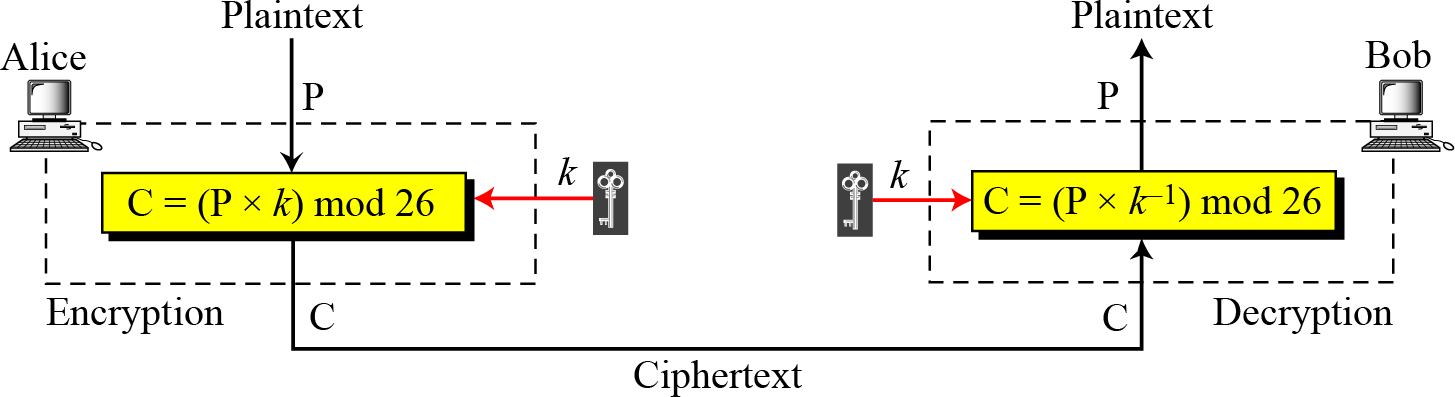 Plaintext
Plaintext
Alice
Bob
P
P
k
k
C = (P × k) mod 26
C = (P × k⁻¹) mod 26
Encryption
C
C
Decryption
Ciphertext